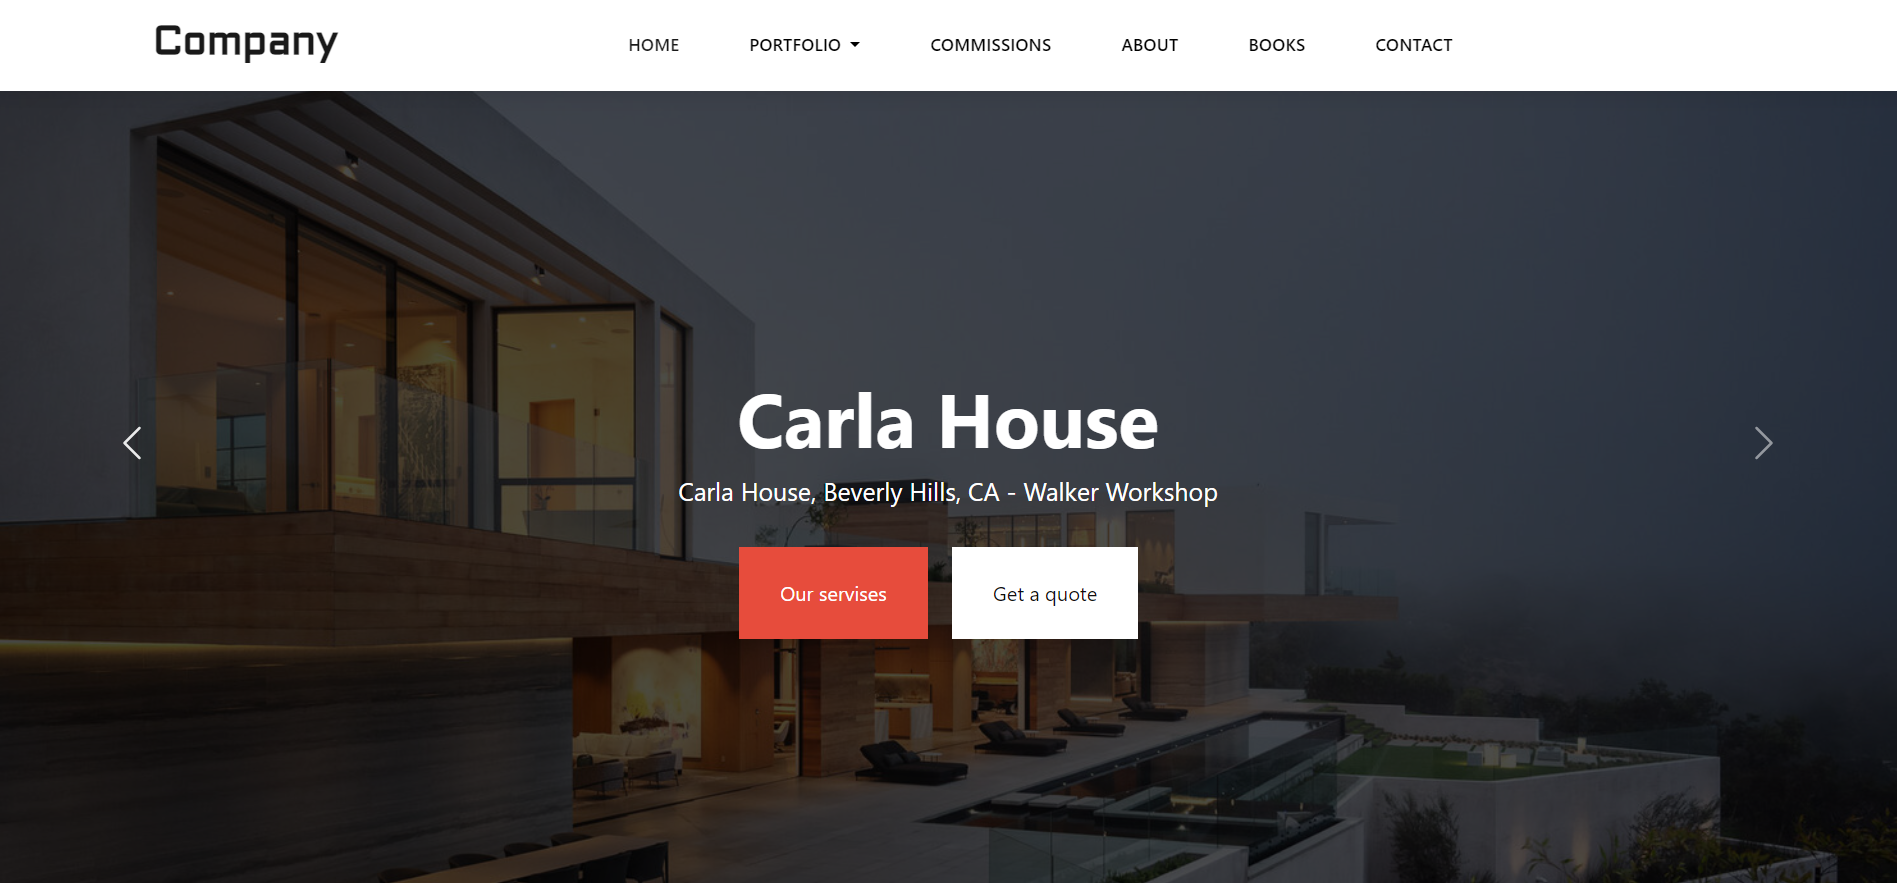 Company
HOME PORTFOLIO COMMISSIONS ABOUT BOOKS CONTACT
Carla House
Carla House, Beverly Hills, CA - Walker Workshop
Our servises Get a quote